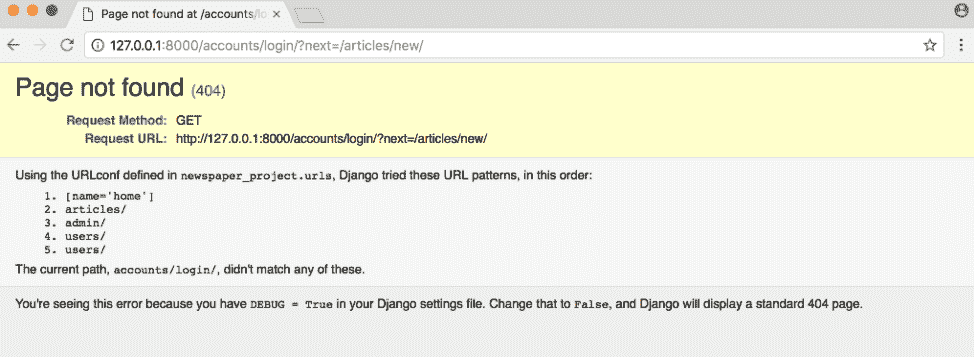 Page not found at /accounts/lo
127.0.0.1:8000/accounts/login/?next=/articles/new/
Page not found (404)
Request Method: GET
Request URL: http://127.0.0.1:8000/accounts/login/?next=/articles/new/
Using the URLconf defined in newspaper_project.urls, Django tried these URL patterns, in this order:
1. [name='home']
2. articles/
3. admin/
4. users/
5. users/
The current path, accounts/login/, didn't match any of these.
You're seeing this error because you have DEBUG = True in your Django settings file. Change that to False, and Django will display a standard 404 page.